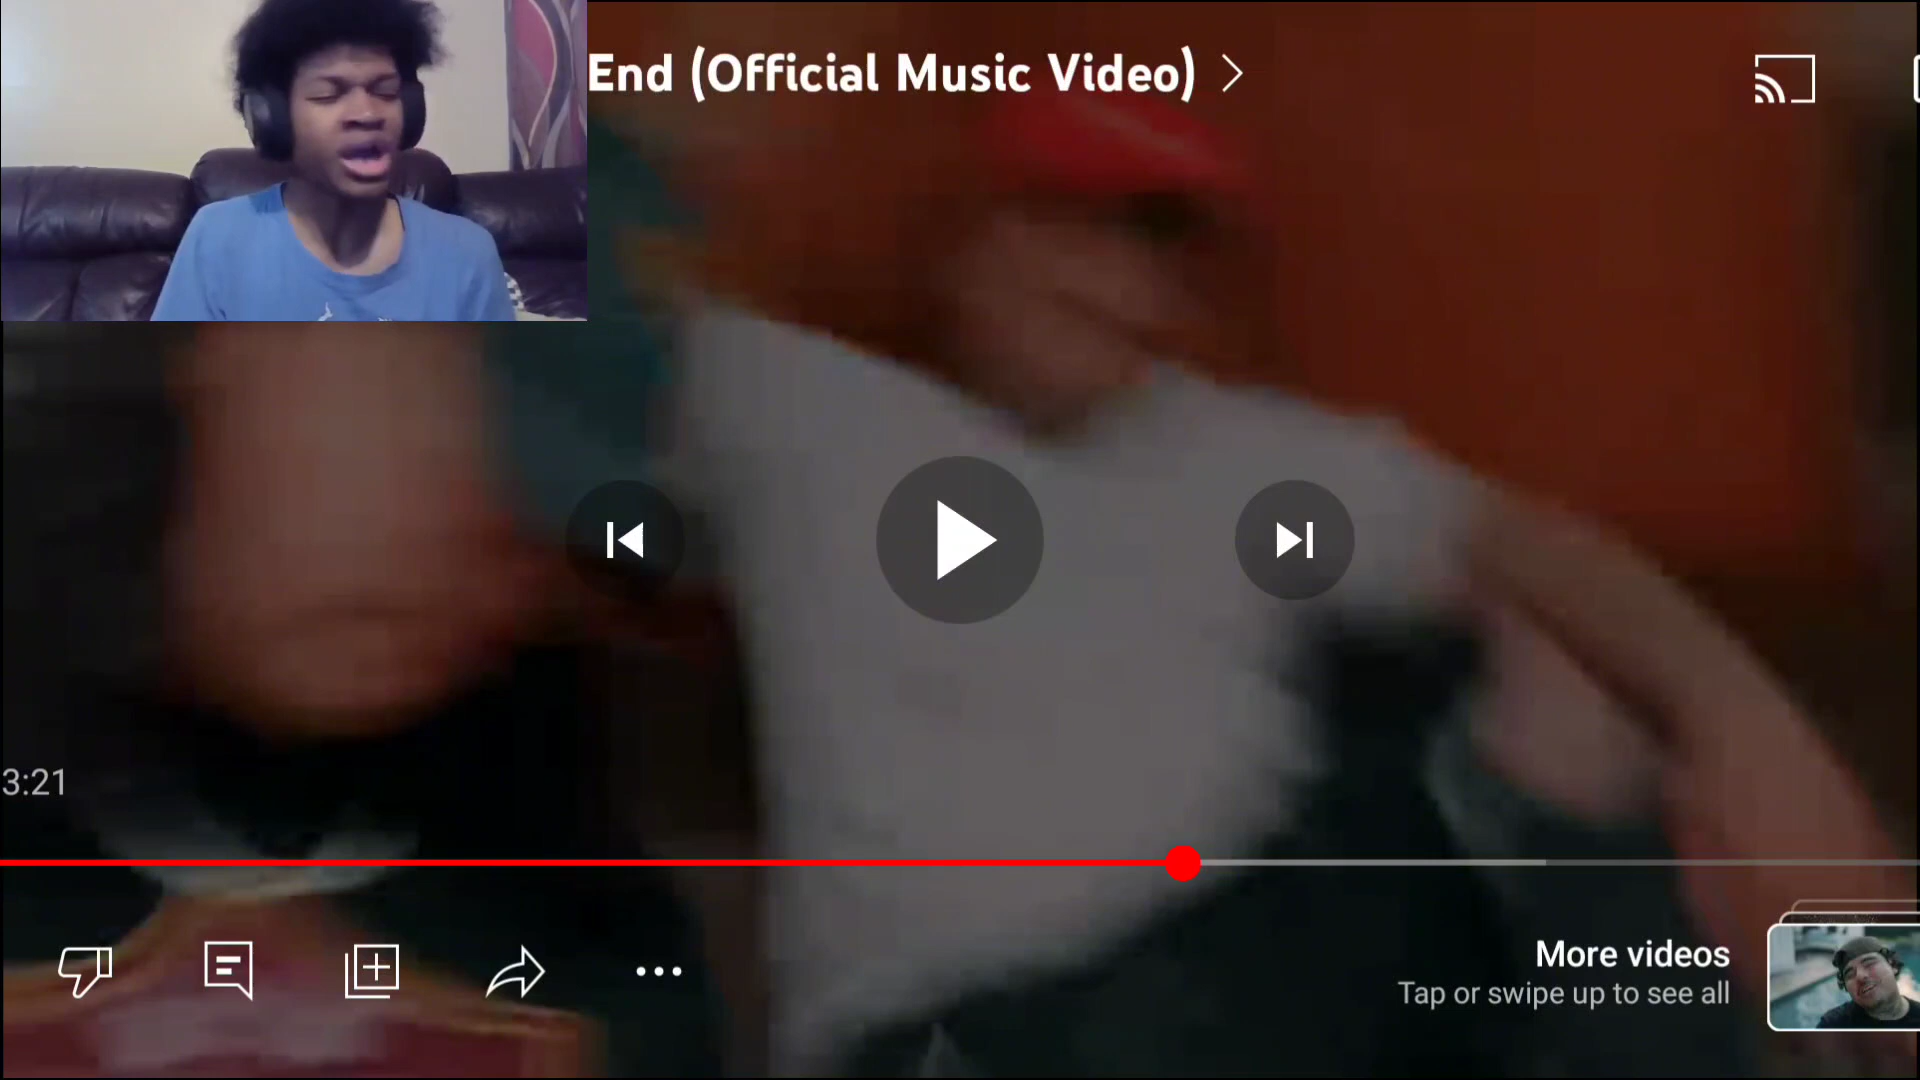 End (Official Music Video)
3:21
More videos
Tap or swipe up to see all